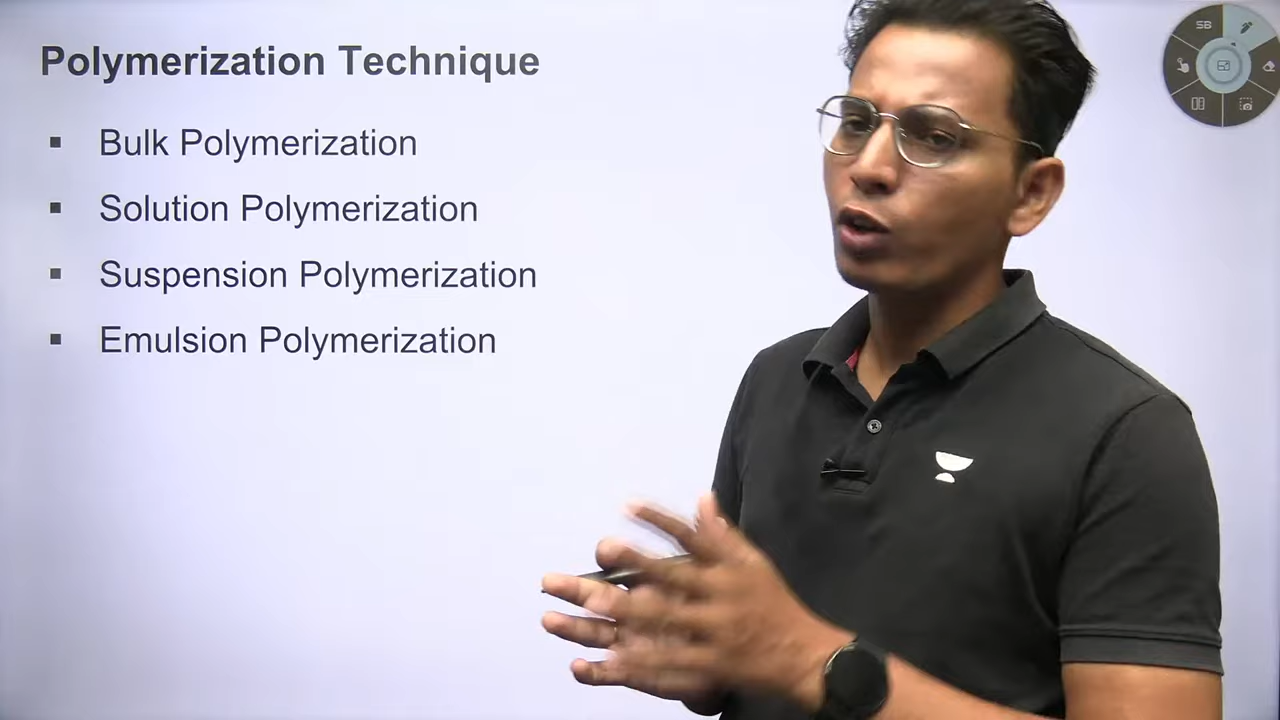 Polymerization Technique
▪ Bulk Polymerization
▪ Solution Polymerization
▪ Suspension Polymerization
▪ Emulsion Polymerization
SB